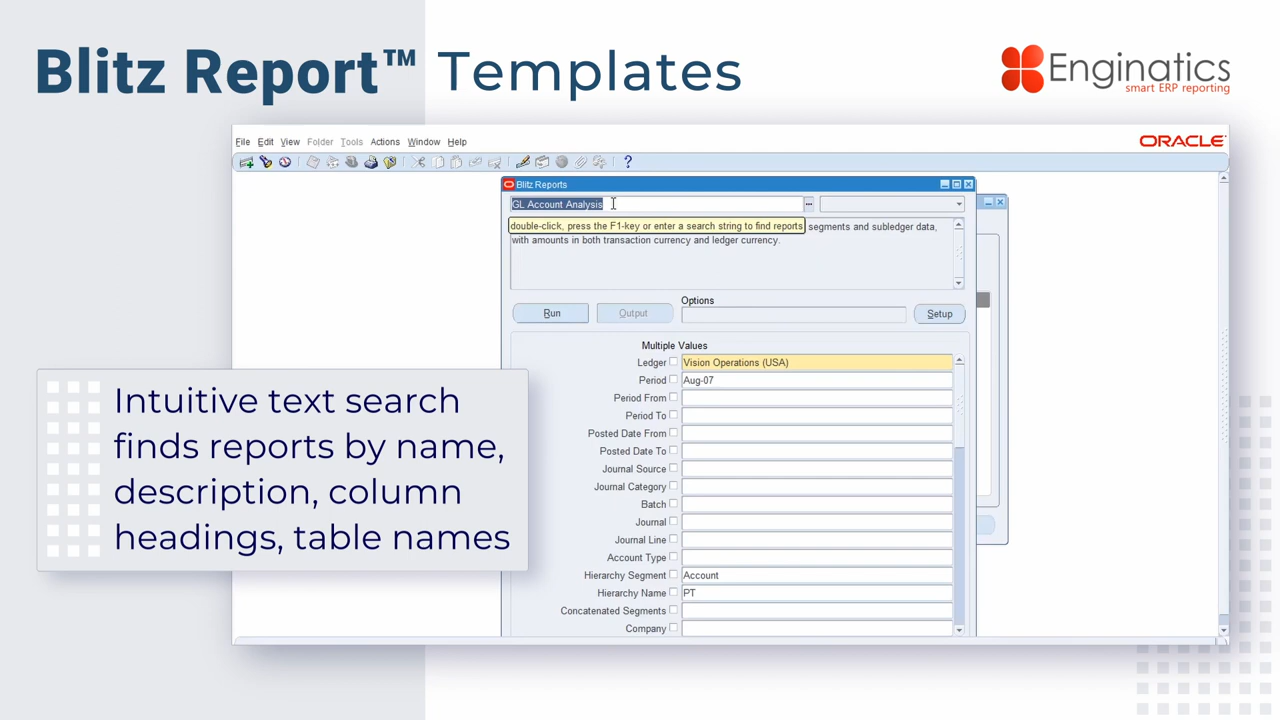 Blitz Report™ Templates
Enginatics
smart ERP reporting
File Edit View Folder Tools Actions Window Help
ORACLE
?
Blitz Reports
GL Account Analysis
double-click, press the F1-key or enter a search string to find reports segments and subledger data,
with amounts in both transaction currency and ledger currency.
Options
Run Output Setup
Multiple Values
Ledger Vision Operations (USA)
Period Aug-07
Period From
Period To
Posted Date From
Posted Date To
Journal Source
Journal Category
Batch
Journal
Journal Line
Account Type
Hierarchy Segment Account
Hierarchy Name PT
Concatenated Segments
Company
Intuitive text search
finds reports by name,
description, column
headings, table names